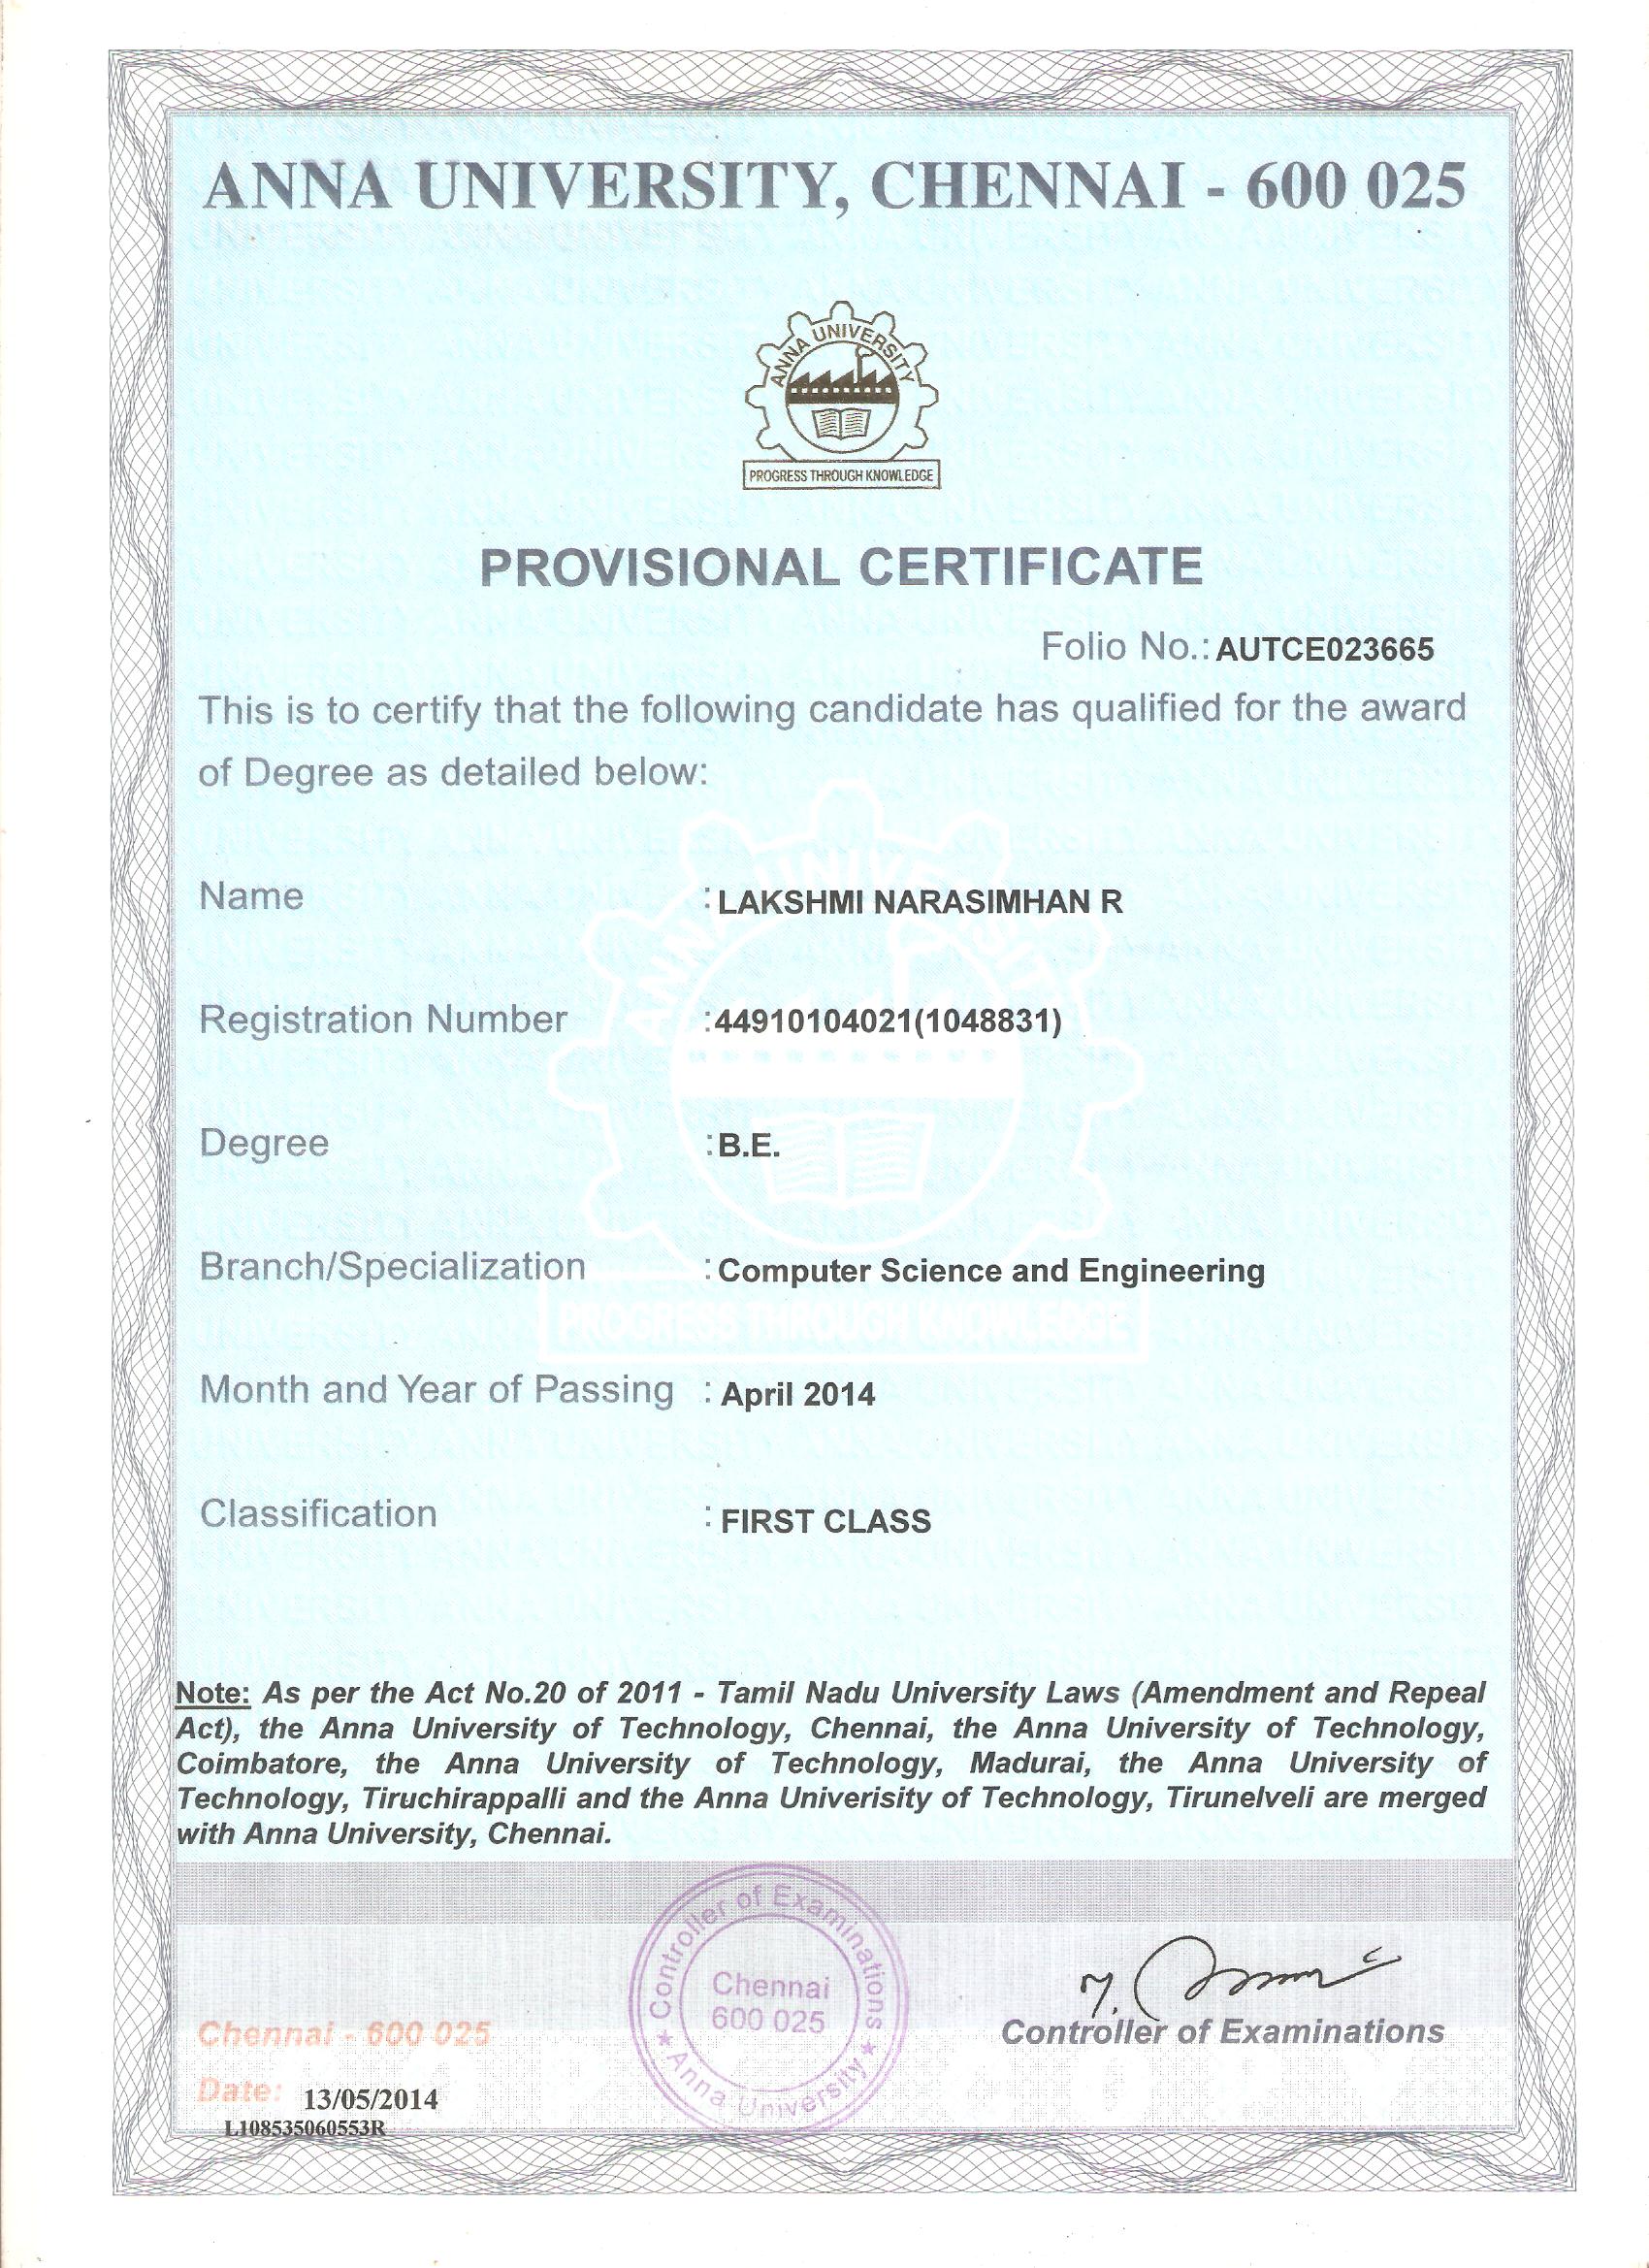 ANNA UNIVERSITY, CHENNAI - 600 025
ANNA UNIVERSITY
PROGRESS THROUGH KNOWLEDGE
PROVISIONAL CERTIFICATE
Folio No.: AUTCE023665
This is to certify that the following candidate has qualified for the award
of Degree as detailed below:
Name : LAKSHMI NARASIMHAN R
Registration Number : 44910104021(1048831)
Degree : B.E.
Branch/Specialization : Computer Science and Engineering
PROGRESS THROUGH KNOWLEDGE
Month and Year of Passing : April 2014
Classification : FIRST CLASS
Note: As per the Act No.20 of 2011 - Tamil Nadu University Laws (Amendment and Repeal
Act), the Anna University of Technology, Chennai, the Anna University of Technology,
Coimbatore, the Anna University of Technology, Madurai, the Anna University of
Technology, Tiruchirappalli and the Anna Univerisity of Technology, Tirunelveli are merged
with Anna University, Chennai.
Controller of Examinations
Chennai
600 025
★ Anna University ★
Controller of Examinations
Chennai - 600 025
Date: 13/05/2014
L108535060553R